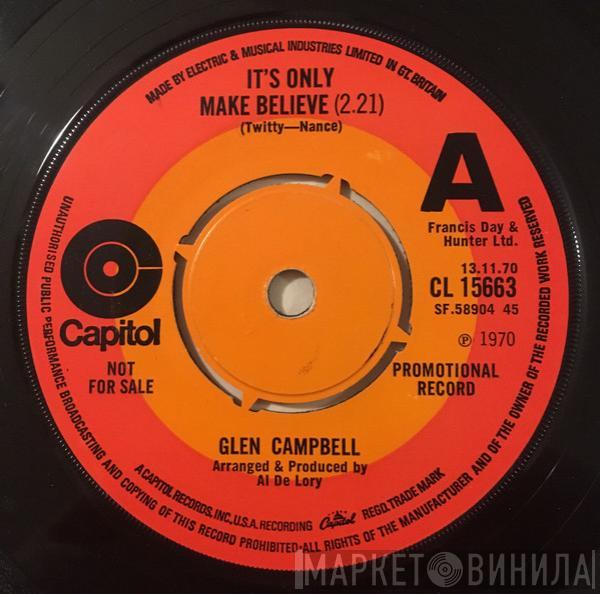 MADE BY ELECTRIC & MUSICAL INDUSTRIES LIMITED IN GT. BRITAIN
IT'S ONLY
MAKE BELIEVE (2.21)
(Twitty—Nance)
A
Francis Day &
Hunter Ltd.
13.11.70
CL 15663
SF.58904 45
Ⓟ 1970
Capitol
NOT
FOR SALE
PROMOTIONAL
RECORD
GLEN CAMPBELL
Arranged & Produced by
Al De Lory
A CAPITOL RECORDS, INC., U.S.A. RECORDING Capitol REGD. TRADE MARK
UNAUTHORISED PUBLIC PERFORMANCE BROADCASTING AND COPYING OF THIS RECORD PROHIBITED·ALL RIGHTS OF THE MANUFACTURER AND OF THE OWNER OF THE RECORDED WORK RESERVED
МАРКЕТ ВИНИЛА